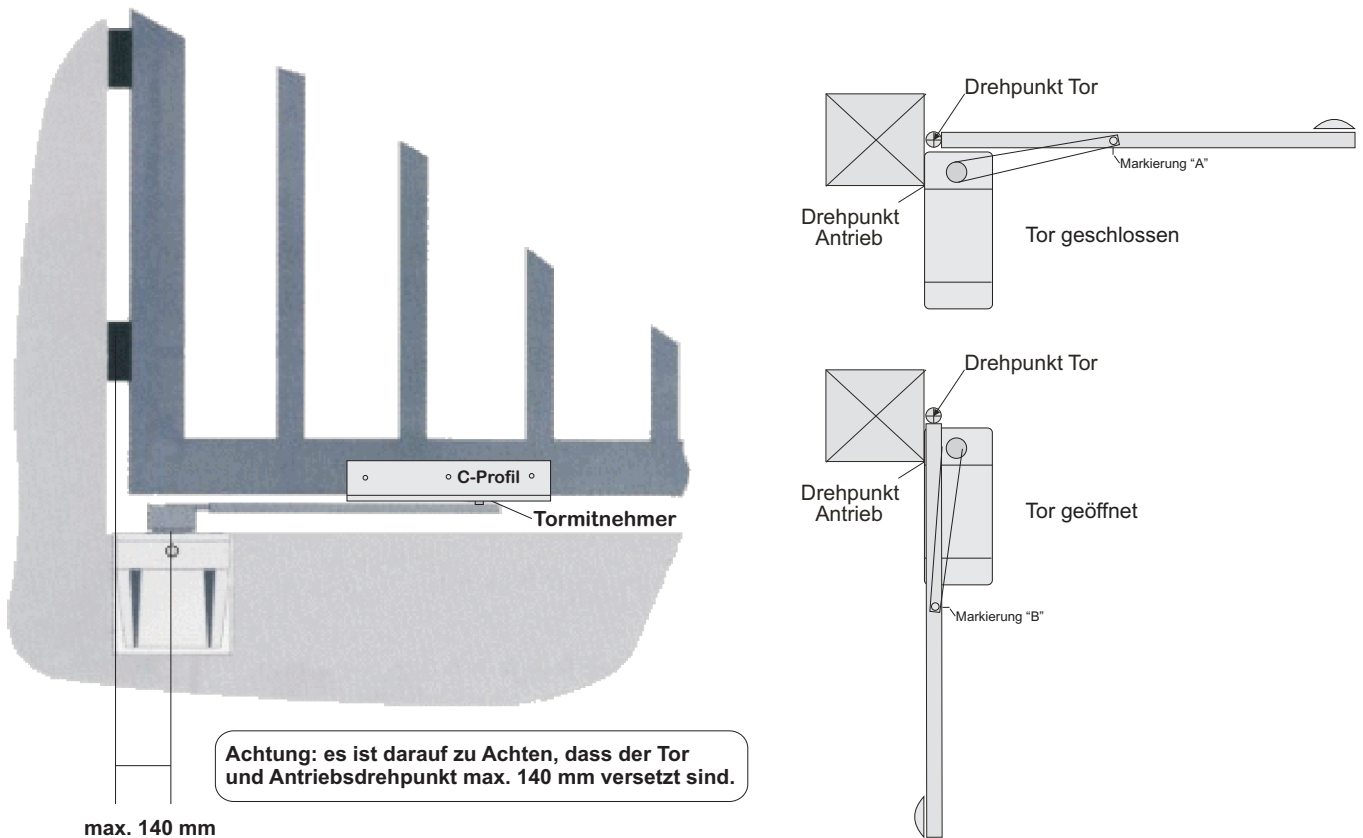 C-Profil
Tormitnehmer
Achtung: es ist darauf zu Achten, dass der Tor
und Antriebsdrehpunkt max. 140 mm versetzt sind.
max. 140 mm
Drehpunkt Tor
Markierung “A”
Drehpunkt
Antrieb
Tor geschlossen
Drehpunkt Tor
Drehpunkt
Antrieb
Tor geöffnet
Markierung “B”